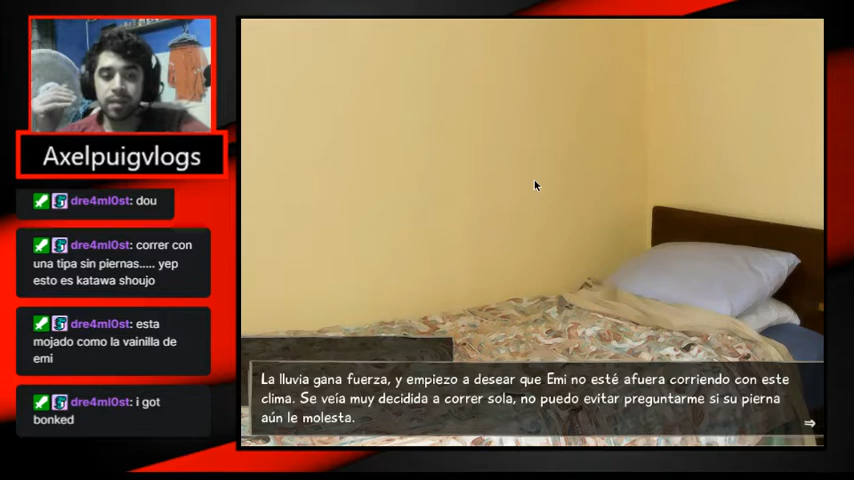 Axelpuigvlogs
dre4ml0st: dou
dre4ml0st: correr con
una tipa sin piernas..... yep
esto es katawa shoujo
dre4ml0st: esta
mojado como la vainilla de
emi
dre4ml0st: i got
bonked
La lluvia gana fuerza, y empiezo a desear que Emi no esté afuera corriendo con este
clima. Se veía muy decidida a correr sola, no puedo evitar preguntarme si su pierna
aún le molesta.